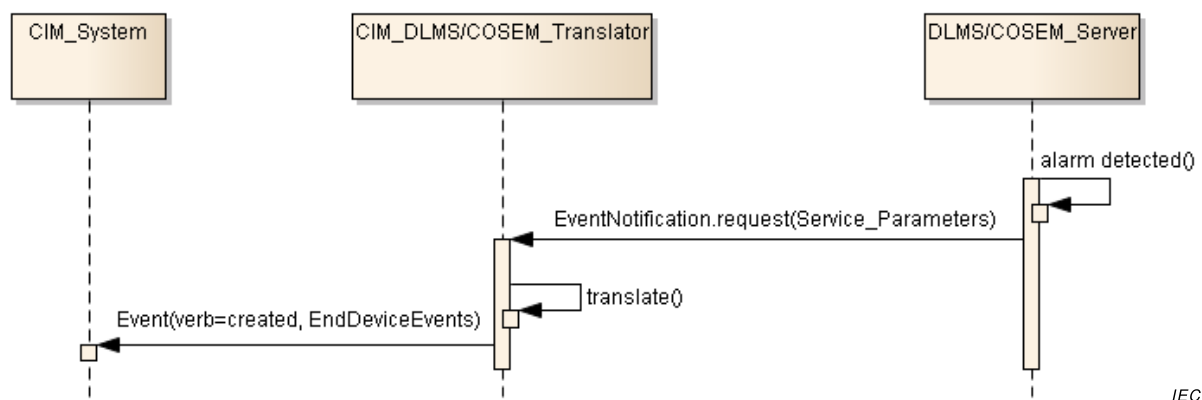 CIM_System
CIM_DLMS/COSEM_Translator
DLMS/COSEM_Server
alarm detected()
EventNotification.request(Service_Parameters)
translate()
Event(verb=created, EndDeviceEvents)
IEC